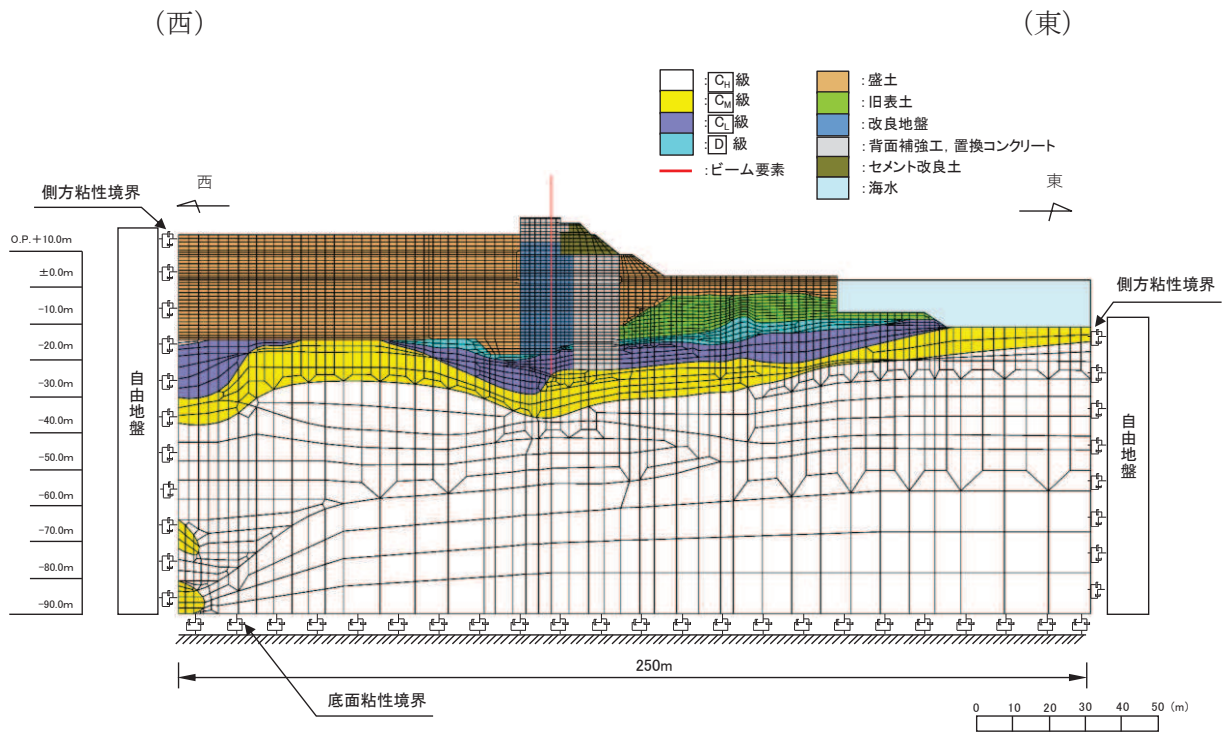 (西)
(東)
: C_H 級
: C_M 級
: C_L 級
: D 級
: ビーム要素
: 盛土
: 旧表土
: 改良地盤
: 背面補強工, 置換コンクリート
: セメント改良土
: 海水
側方粘性境界
西
東
側方粘性境界
O.P.+10.0m
±0.0m
-10.0m
-20.0m
-30.0m
-40.0m
-50.0m
-60.0m
-70.0m
-80.0m
-90.0m
自由地盤
自由地盤
250m
底面粘性境界
0 10 20 30 40 50 (m)